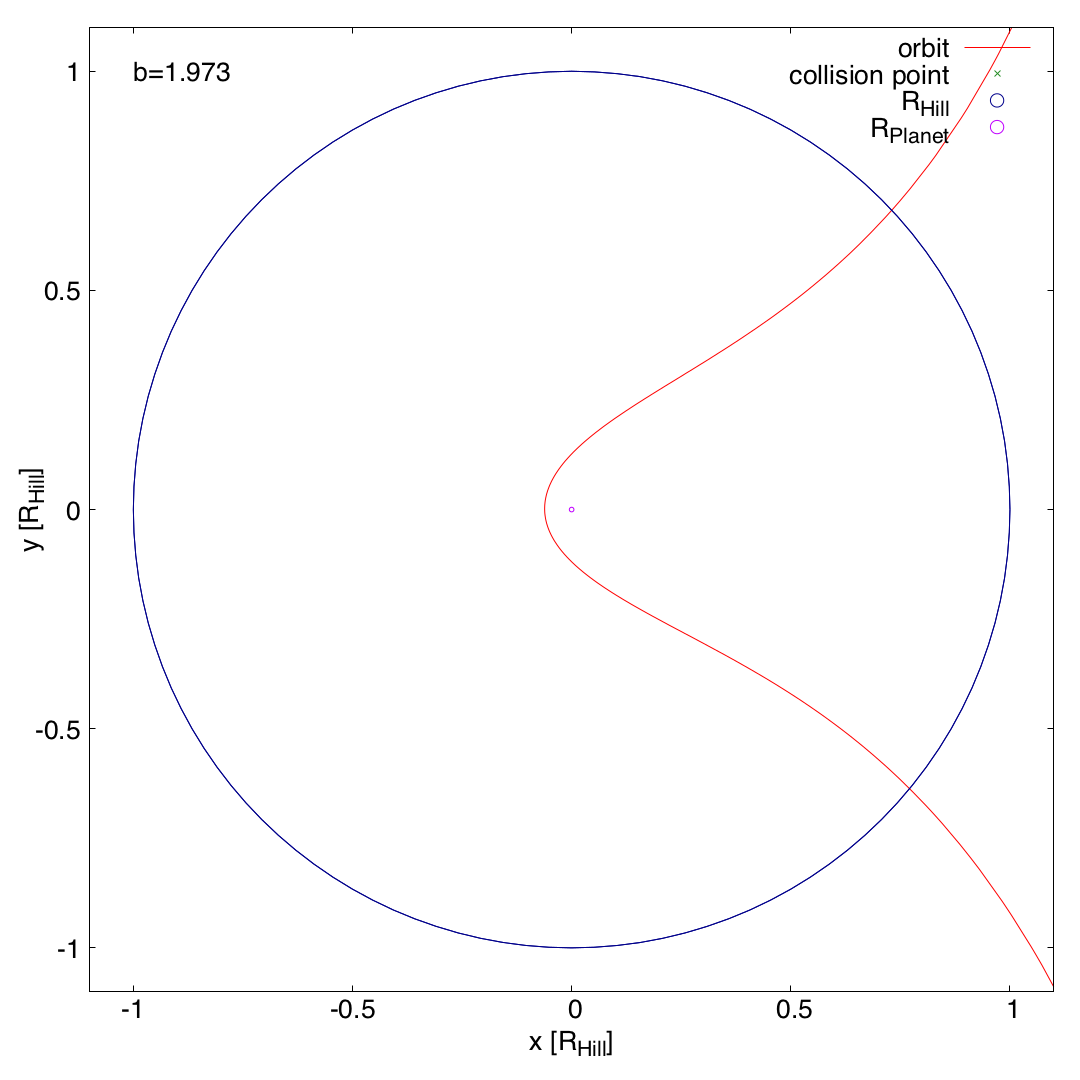 b=1.973
orbit
collision point
R_Hill
R_Planet
1
0.5
0
-0.5
-1
y [R_Hill]
-1 -0.5 0 0.5 1
x [R_Hill]